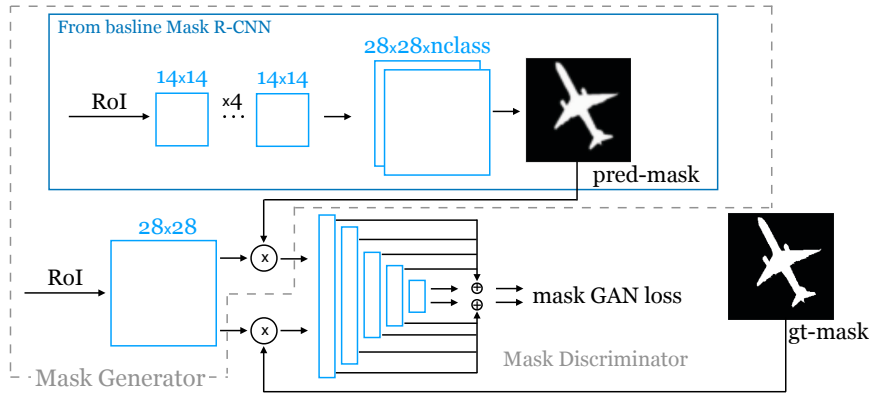 From basline Mask R-CNN
28x28xnclass
14x14
x4
14x14
RoI
...
pred-mask
28x28
x
RoI
mask GAN loss
x
gt-mask
Mask Discriminator
Mask Generator